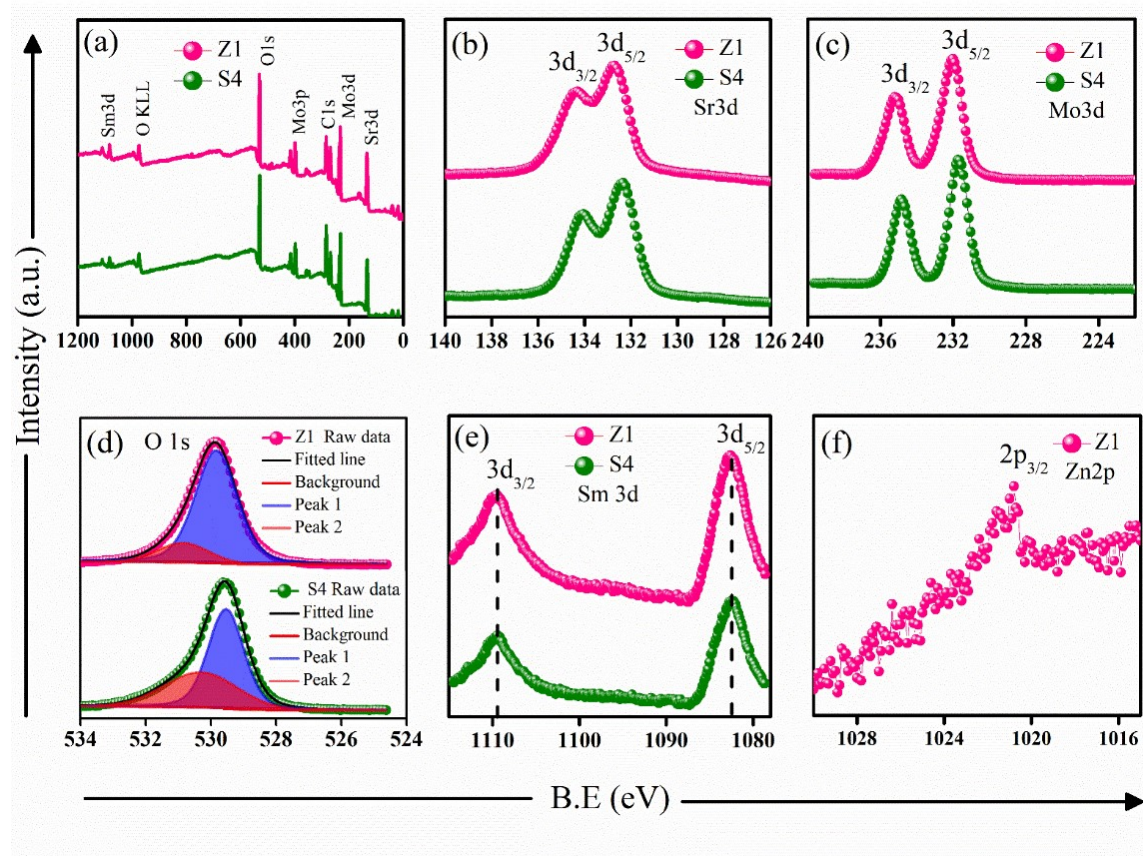 Intensity (a.u.)
(a)
Z1
S4
Sm3d
O KLL
O1s
Mo3p
C1s
Mo3d
Sr3d
1200 1000 800 600 400 200 0
(b)
3d3/2
3d5/2
Z1
S4
Sr3d
140 138 136 134 132 130 128 126
(c)
3d3/2
3d5/2
Z1
S4
Mo3d
240 236 232 228 224
(d) O 1s
Z1 Raw data
Fitted line
Background
Peak 1
Peak 2
S4 Raw data
Fitted line
Background
Peak 1
Peak 2
534 532 530 528 526 524
(e)
Z1
S4
Sm 3d
3d3/2
3d5/2
1110 1100 1090 1080
(f)
Z1
Zn2p
2p3/2
1028 1024 1020 1016
B.E (eV)